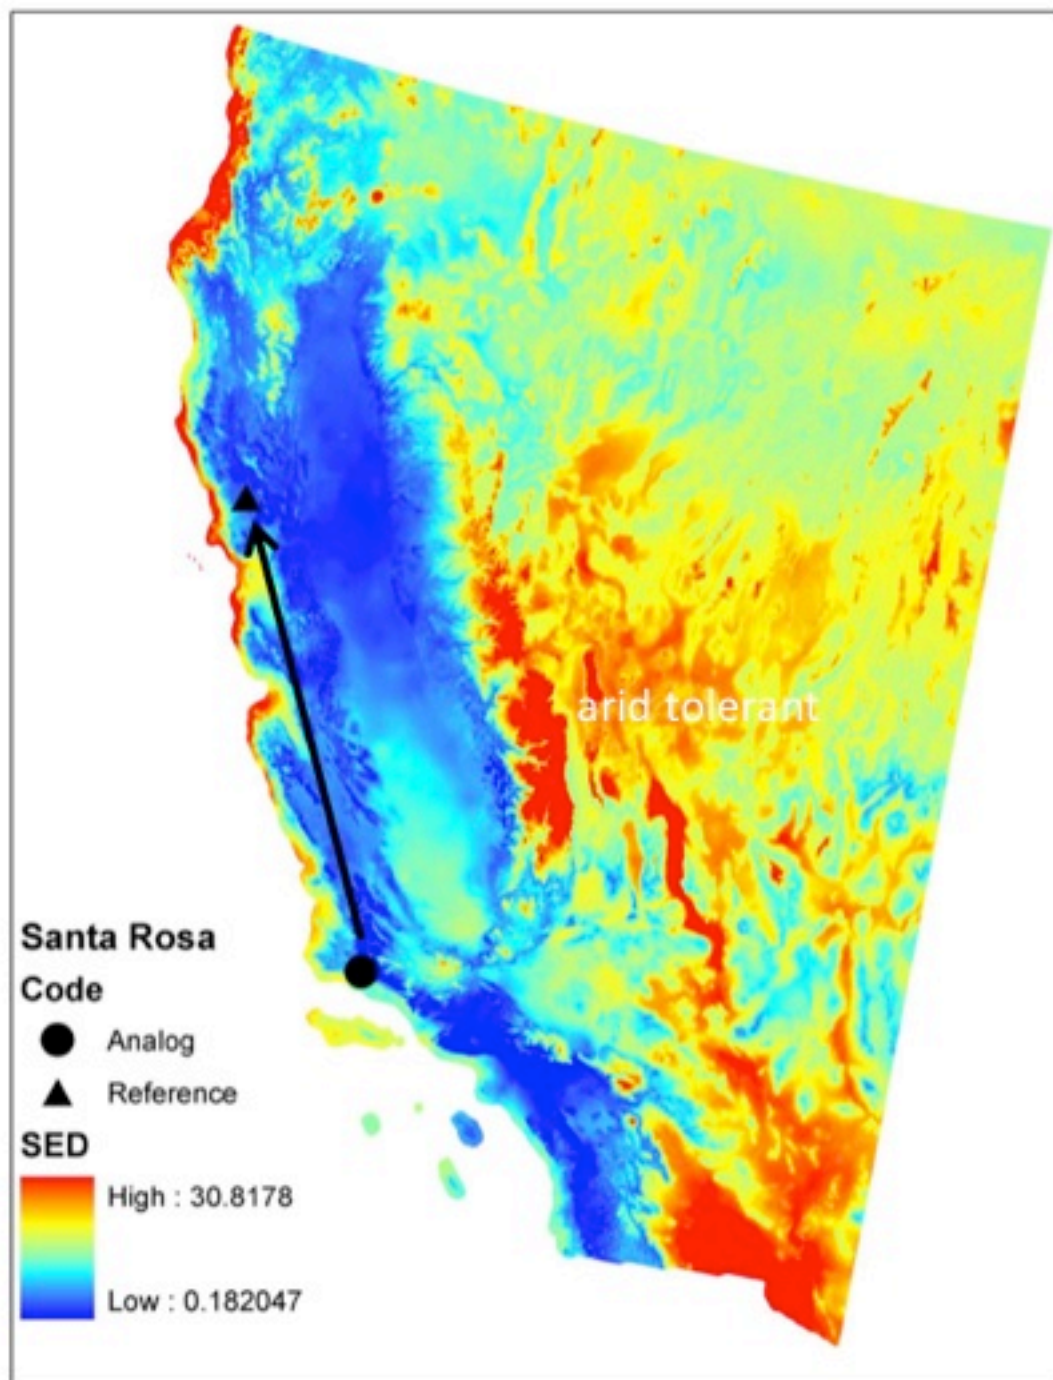 arid tolerant
Santa Rosa
Code
Analog
Reference
SED
High : 30.8178
Low : 0.182047